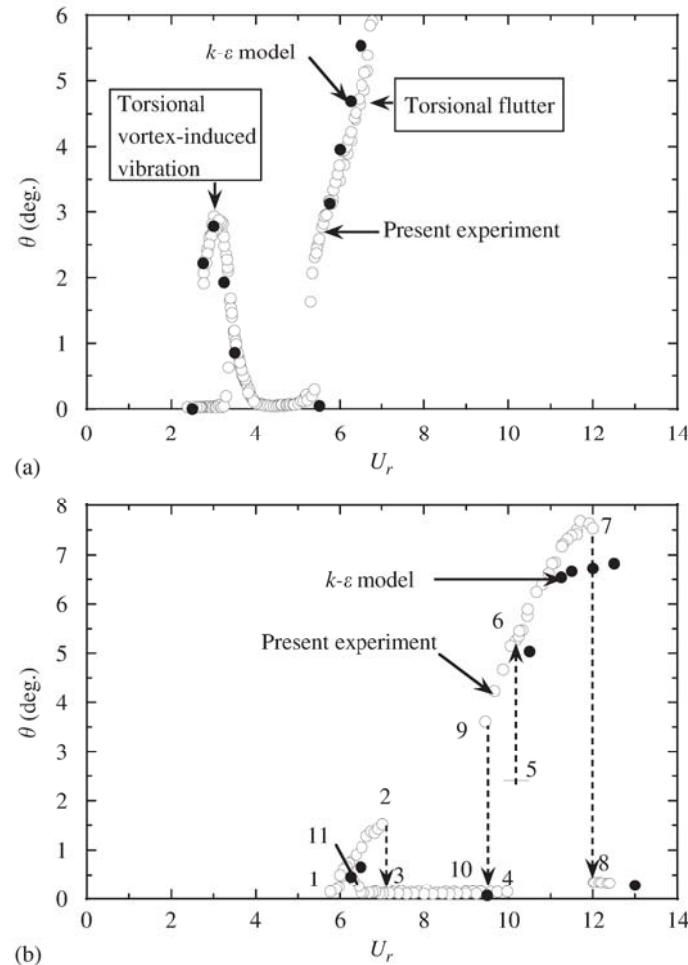 6
5
4
3
2
1
0
θ (deg.)
k-ε model
Torsional
vortex-induced
vibration
Torsional flutter
Present experiment
0 2 4 6 8 10 12 14
(a)
U_r
8
7
6
5
4
3
2
1
0
θ (deg.)
7
k-ε model
6
Present experiment
9
5
2
11
1 3 10 4 8
0 2 4 6 8 10 12 14
(b)
U_r